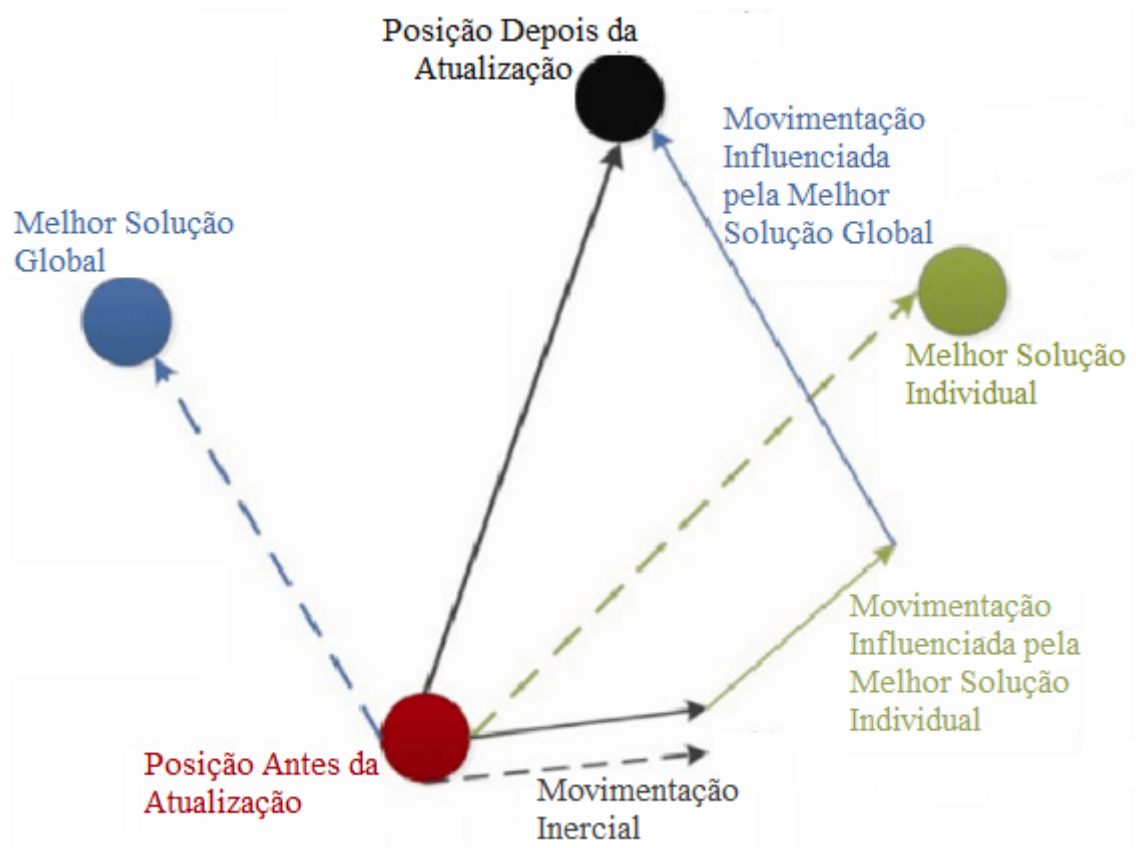 Posição Depois da
Atualização
Movimentação
Influenciada
pela Melhor
Solução Global
Melhor Solução
Global
Melhor Solução
Individual
Movimentação
Influenciada pela
Melhor Solução
Individual
Posição Antes da
Atualização
Movimentação
Inercial